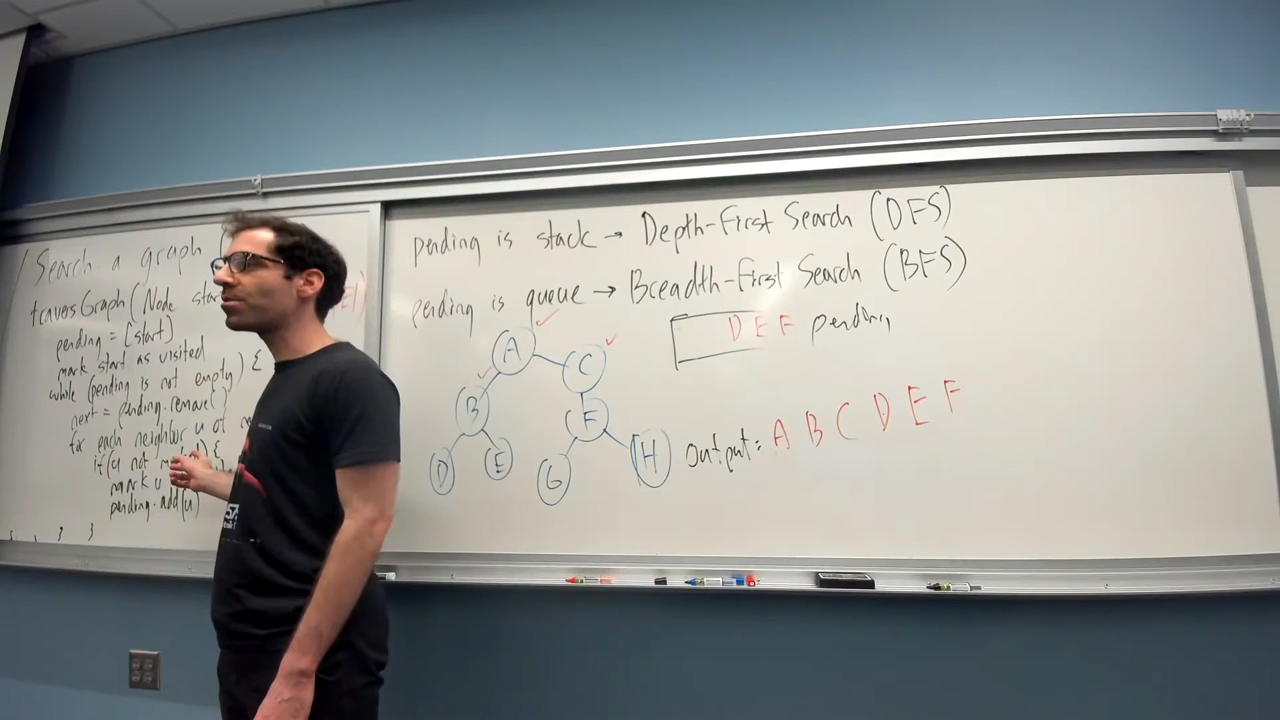 Search a graph
traversGraph(Node star
pending = [start]
mark start as visited
while (pending is not empty) {
next = pending.remove()
for each neighbor u of
if(u not
mark u
pending.add(u)
} }
pending is stack → Depth-First Search (DFS)
pending is queue → Breadth-First Search (BFS)
D E F pending
A
C
B
F
D
E
G
H
output: A B C D E F